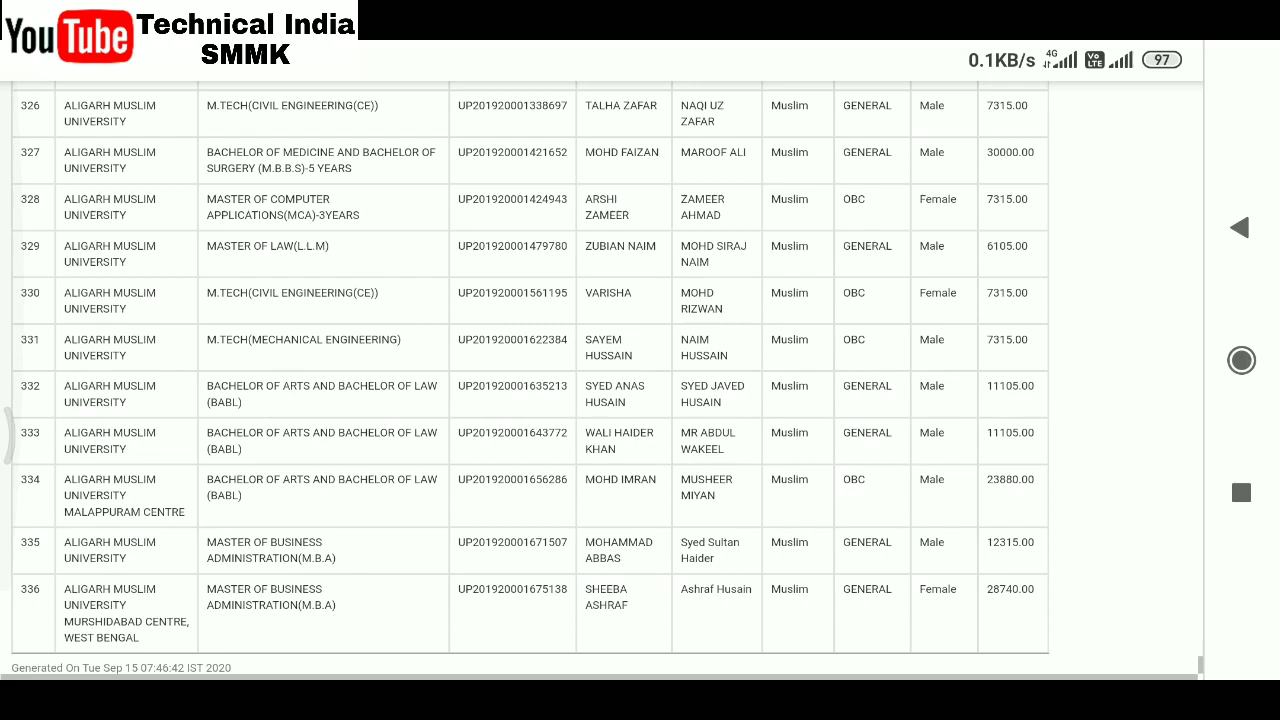 YouTube Technical India
SMMK
0.1KB/s 4G Vo LTE 97
326 ALIGARH MUSLIM M.TECH(CIVIL ENGINEERING(CE)) UP201920001338697 TALHA ZAFAR NAQI UZ Muslim GENERAL Male 7315.00
UNIVERSITY ZAFAR
327 ALIGARH MUSLIM BACHELOR OF MEDICINE AND BACHELOR OF UP201920001421652 MOHD FAIZAN MAROOF ALI Muslim GENERAL Male 30000.00
UNIVERSITY SURGERY (M.B.B.S)-5 YEARS
328 ALIGARH MUSLIM MASTER OF COMPUTER UP201920001424943 ARSHI ZAMEER Muslim OBC Female 7315.00
UNIVERSITY APPLICATIONS(MCA)-3YEARS ZAMEER AHMAD
329 ALIGARH MUSLIM MASTER OF LAW(L.L.M) UP201920001479780 ZUBIAN NAIM MOHD SIRAJ Muslim GENERAL Male 6105.00
UNIVERSITY NAIM
330 ALIGARH MUSLIM M.TECH(CIVIL ENGINEERING(CE)) UP201920001561195 VARISHA MOHD Muslim OBC Female 7315.00
UNIVERSITY RIZWAN
331 ALIGARH MUSLIM M.TECH(MECHANICAL ENGINEERING) UP201920001622384 SAYEM NAIM Muslim OBC Male 7315.00
UNIVERSITY HUSSAIN HUSSAIN
332 ALIGARH MUSLIM BACHELOR OF ARTS AND BACHELOR OF LAW UP201920001635213 SYED ANAS SYED JAVED Muslim GENERAL Male 11105.00
UNIVERSITY (BABL) HUSAIN HUSAIN
333 ALIGARH MUSLIM BACHELOR OF ARTS AND BACHELOR OF LAW UP201920001643772 WALI HAIDER MR ABDUL Muslim GENERAL Male 11105.00
UNIVERSITY (BABL) KHAN WAKEEL
334 ALIGARH MUSLIM BACHELOR OF ARTS AND BACHELOR OF LAW UP201920001656286 MOHD IMRAN MUSHEER Muslim OBC Male 23880.00
UNIVERSITY (BABL) MIYAN
MALAPPURAM CENTRE
335 ALIGARH MUSLIM MASTER OF BUSINESS UP201920001671507 MOHAMMAD Syed Sultan Muslim GENERAL Male 12315.00
UNIVERSITY ADMINISTRATION(M.B.A) ABBAS Haider
336 ALIGARH MUSLIM MASTER OF BUSINESS UP201920001675138 SHEEBA Ashraf Husain Muslim GENERAL Female 28740.00
UNIVERSITY ADMINISTRATION(M.B.A) ASHRAF
MURSHIDABAD CENTRE,
WEST BENGAL
Generated On Tue Sep 15 07:46:42 IST 2020